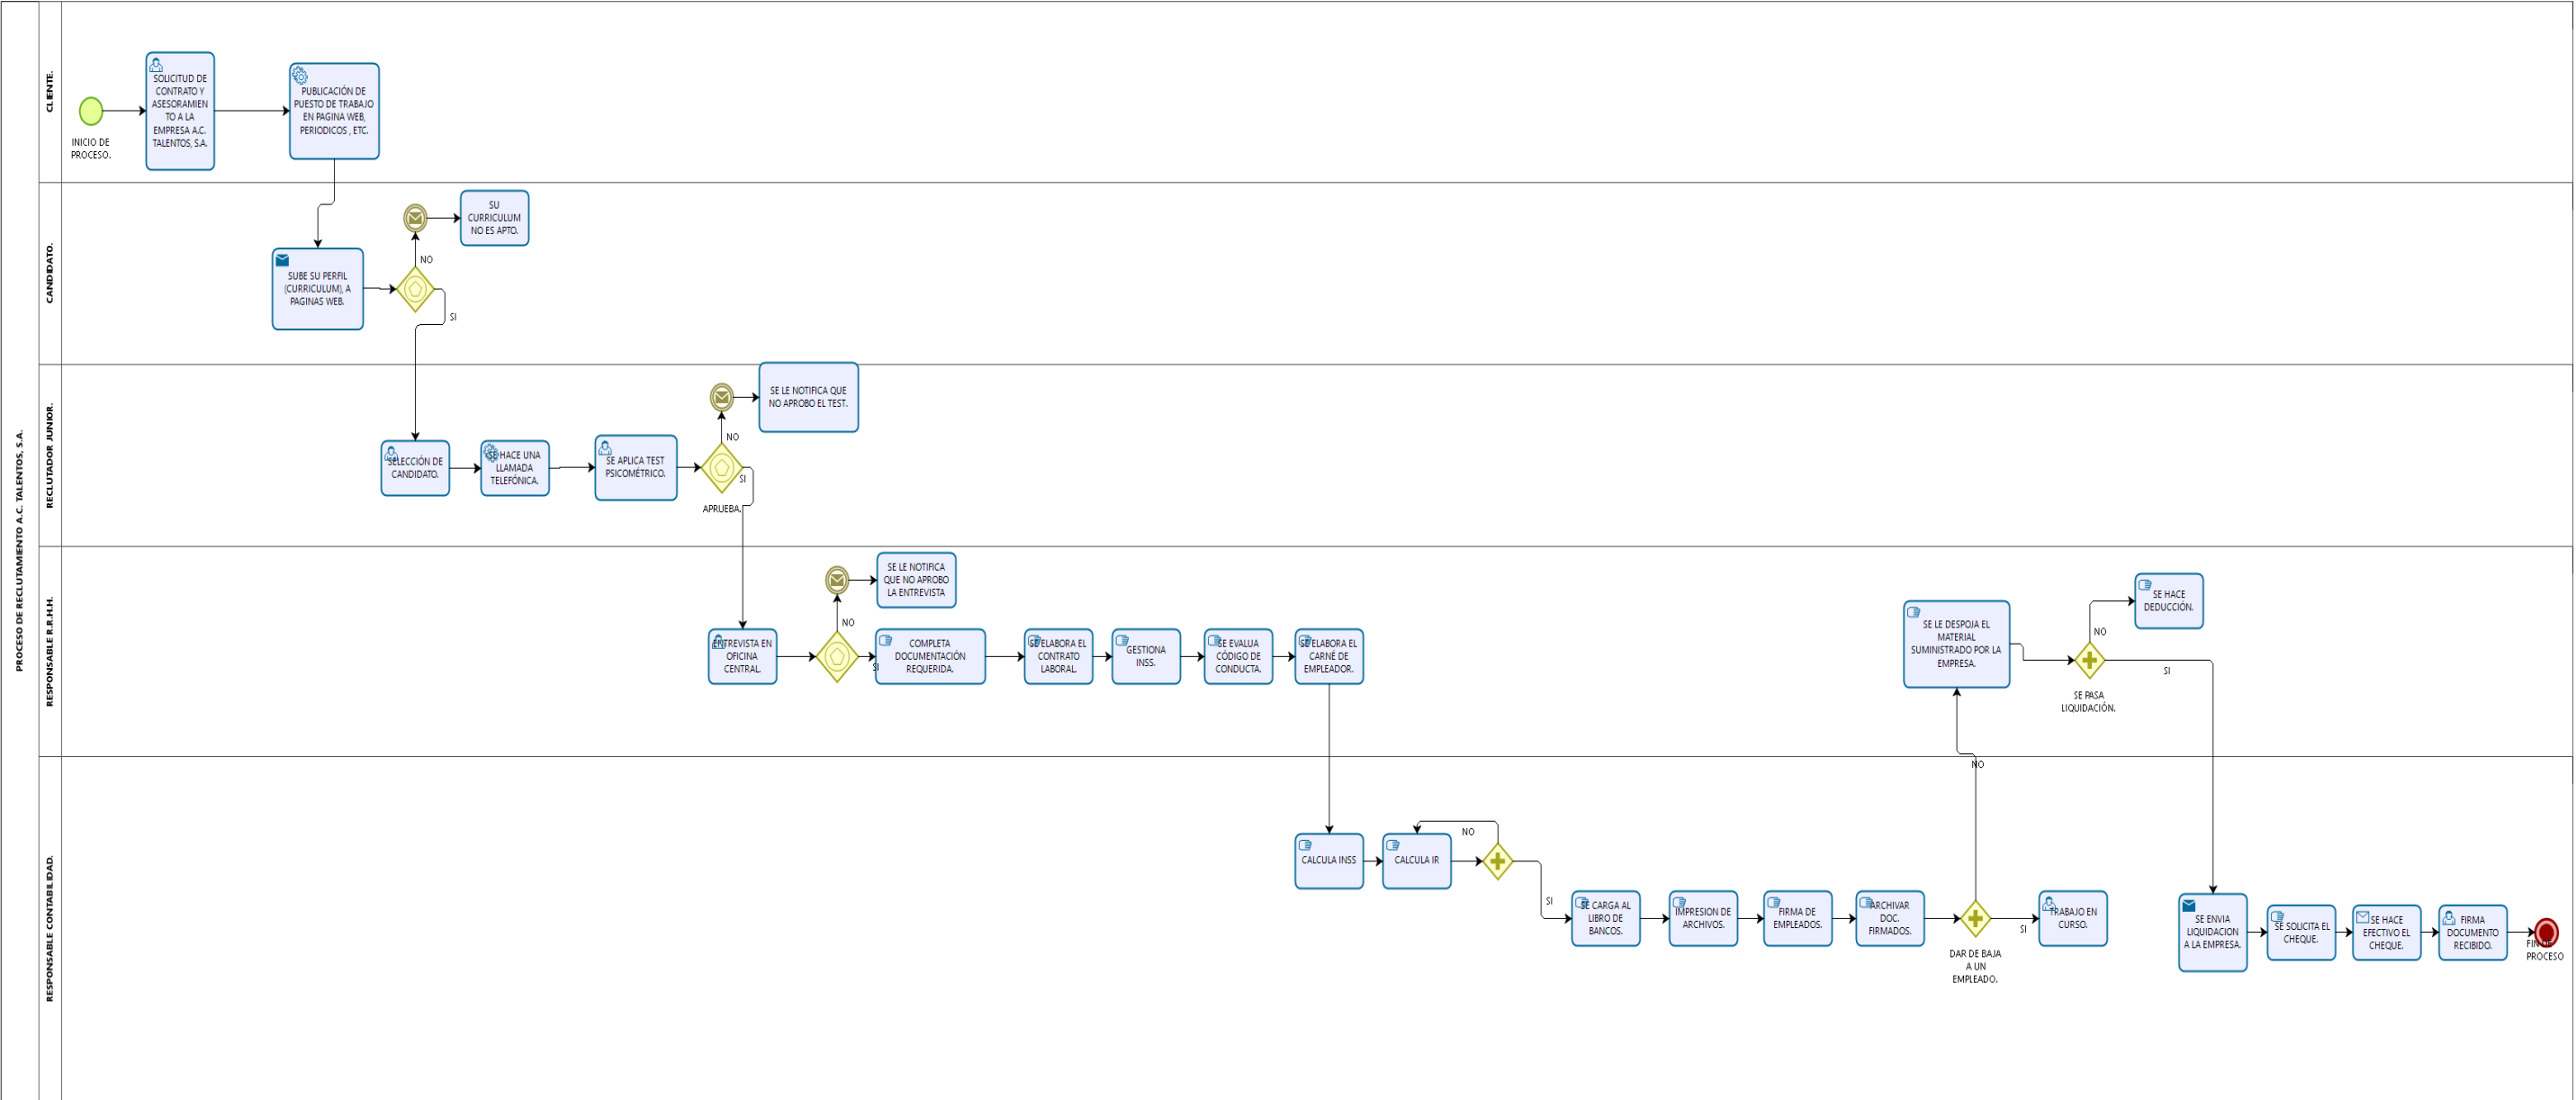 PROCESO DE RECLUTAMIENTO A.C. TALENTOS, S.A.
CLIENTE.
INICIO DE
PROCESO.
SOLICITUD DE
CONTRATO Y
ASESORAMIEN
TO A LA
EMPRESA A.C.
TALENTOS, S.A.
PUBLICACIÓN DE
PUESTO DE TRABAJO
EN PAGINA WEB,
PERIODICOS , ETC.
CANDIDATO.
SUBE SU PERFIL
(CURRICULUM), A
PAGINAS WEB.
NO
SI
SU
CURRICULUM
NO ES APTO.
RECLUTADOR JUNIOR.
SELECCIÓN DE
CANDIDATO.
SE HACE UNA
LLAMADA
TELEFÓNICA.
SE APLICA TEST
PSICOMÉTRICO.
NO
SI
APRUEBA.
SE LE NOTIFICA QUE
NO APROBO EL TEST.
RESPONSABLE R.R.H.H.
ENTREVISTA EN
OFICINA
CENTRAL.
NO
SI
SE LE NOTIFICA
QUE NO APROBO
LA ENTREVISTA
COMPLETA
DOCUMENTACIÓN
REQUERIDA.
SE ELABORA EL
CONTRATO
LABORAL.
GESTIONA
INSS.
SE EVALUA
CÓDIGO DE
CONDUCTA.
SE ELABORA EL
CARNÉ DE
EMPLEADOR.
SE LE DESPOJA EL
MATERIAL
SUMINISTRADO POR LA
EMPRESA.
NO
SI
SE PASA
LIQUIDACIÓN.
SE HACE
DEDUCCIÓN.
RESPONSABLE CONTABILIDAD.
CALCULA INSS
CALCULA IR
NO
SI
SE CARGA AL
LIBRO DE
BANCOS.
IMPRESION DE
ARCHIVOS.
FIRMA DE
EMPLEADOS.
ARCHIVAR
DOC.
FIRMADOS.
NO
SI
DAR DE BAJA
A UN
EMPLEADO.
TRABAJO EN
CURSO.
SE ENVIA
LIQUIDACION
A LA EMPRESA.
SE SOLICITA EL
CHEQUE.
SE HACE
EFECTIVO EL
CHEQUE.
FIRMA
DOCUMENTO
RECIBIDO.
FIN DE
PROCESO